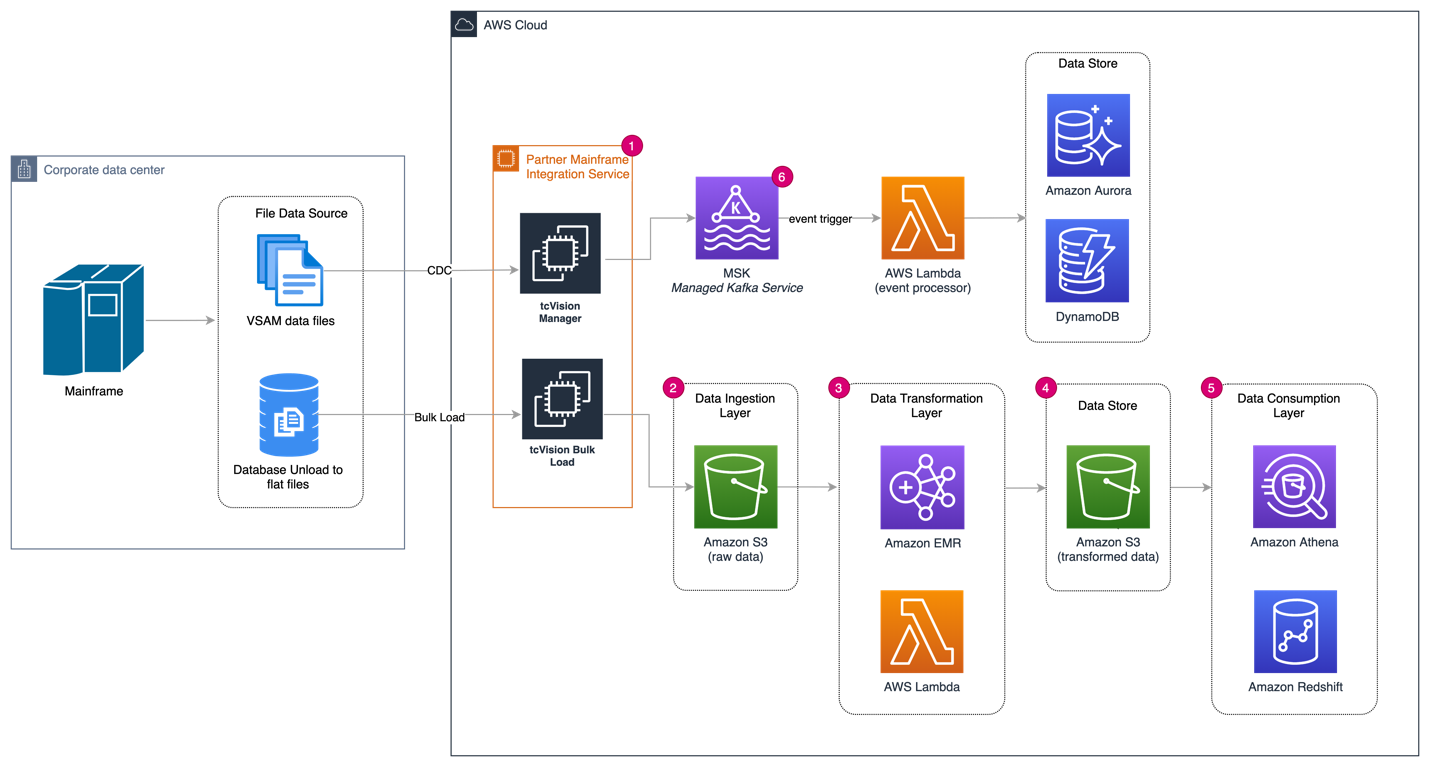 AWS Cloud
Data Store
Amazon Aurora
DynamoDB
Corporate data center
File Data Source
VSAM data files
Mainframe
Database Unload to
flat files
CDC
Bulk Load
1
Partner Mainframe
Integration Service
tcVision
Manager
tcVision Bulk
Load
6
K
MSK
Managed Kafka Service
event trigger
AWS Lambda
(event processor)
2
Data Ingestion
Layer
Amazon S3
(raw data)
3
Data Transformation
Layer
Amazon EMR
AWS Lambda
4
Data Store
Amazon S3
(transformed data)
5
Data Consumption
Layer
Amazon Athena
Amazon Redshift